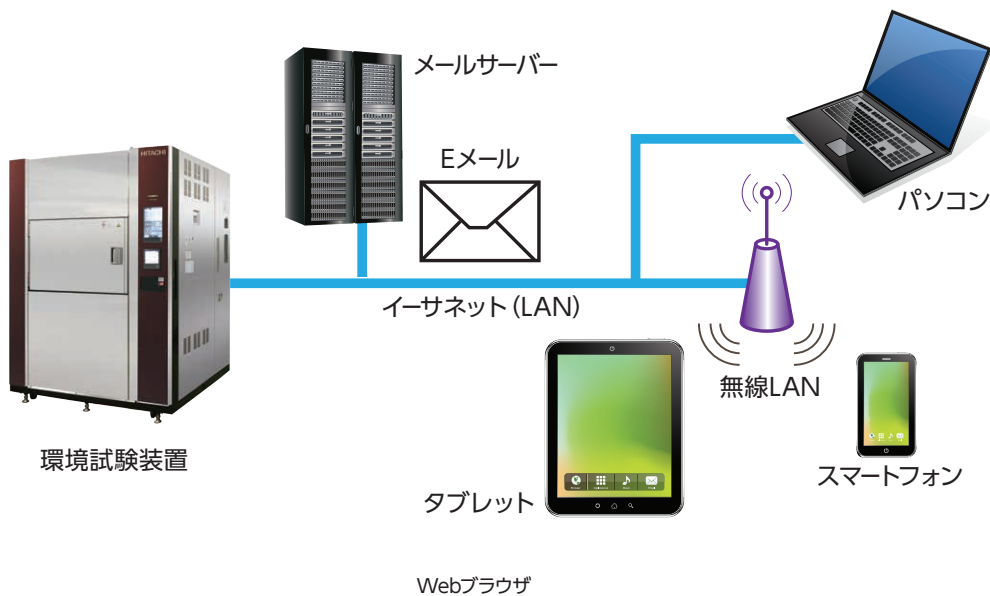 メールサーバー
Eメール
パソコン
HITACHI
イーサネット（LAN）
無線LAN
環境試験装置
タブレット
スマートフォン
Webブラウザ